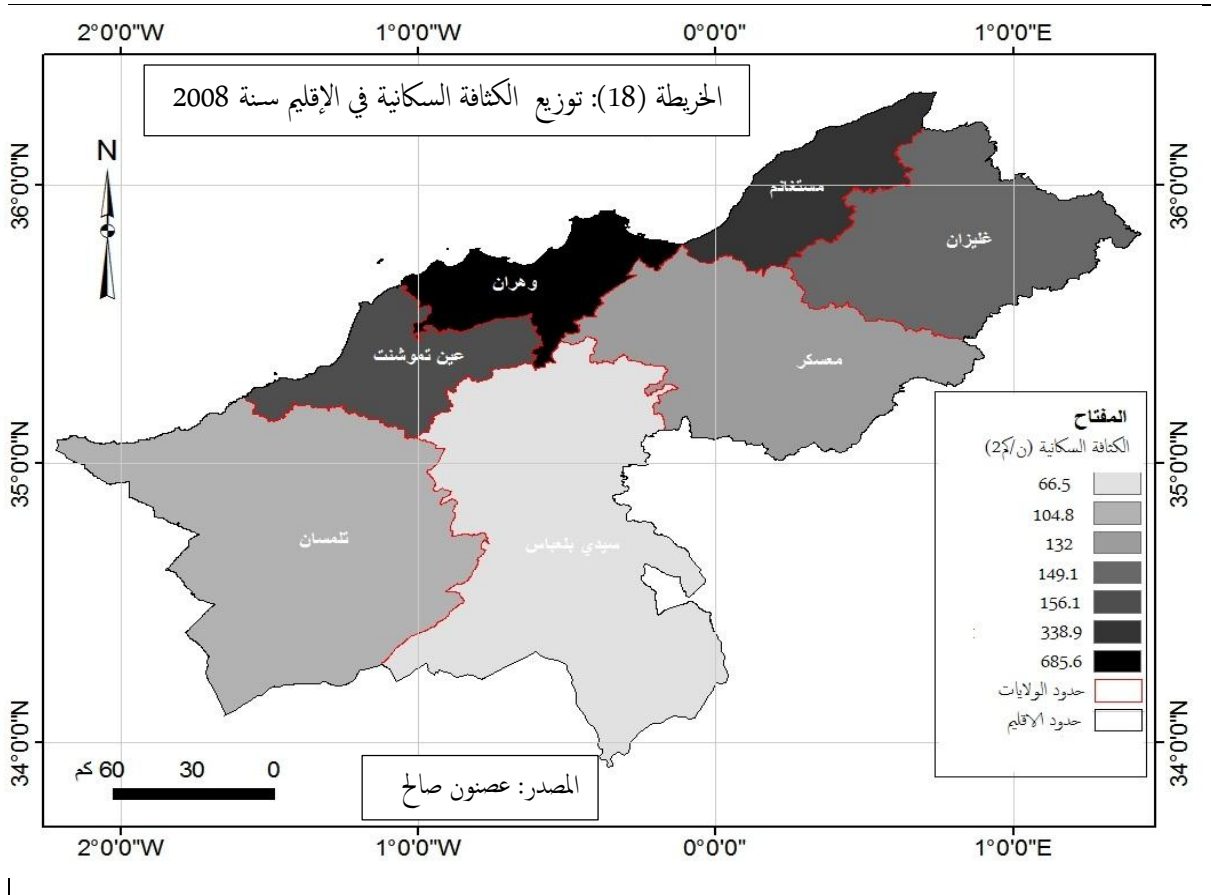 2°0'0"W 1°0'0"W 0°0'0" 1°0'0"E
الخريطة (18): توزيع الكثافة السكانية في الإقليم سنة 2008
N
36°0'0"N 36°0'0"N
مستغانم
غليزان
وهران
عين تموشنت
معسكر
35°0'0"N 35°0'0"N
تلمسان
سيدي بلعباس
المفتاح
الكثافة السكانية (ن/كم2)
66.5
104.8
132
149.1
156.1
338.9
685.6
حدود الولايات
حدود الاقليم
34°0'0"N 34°0'0"N
0 30 60 كم
المصدر: عصنون صالح
2°0'0"W 1°0'0"W 0°0'0" 1°0'0"E